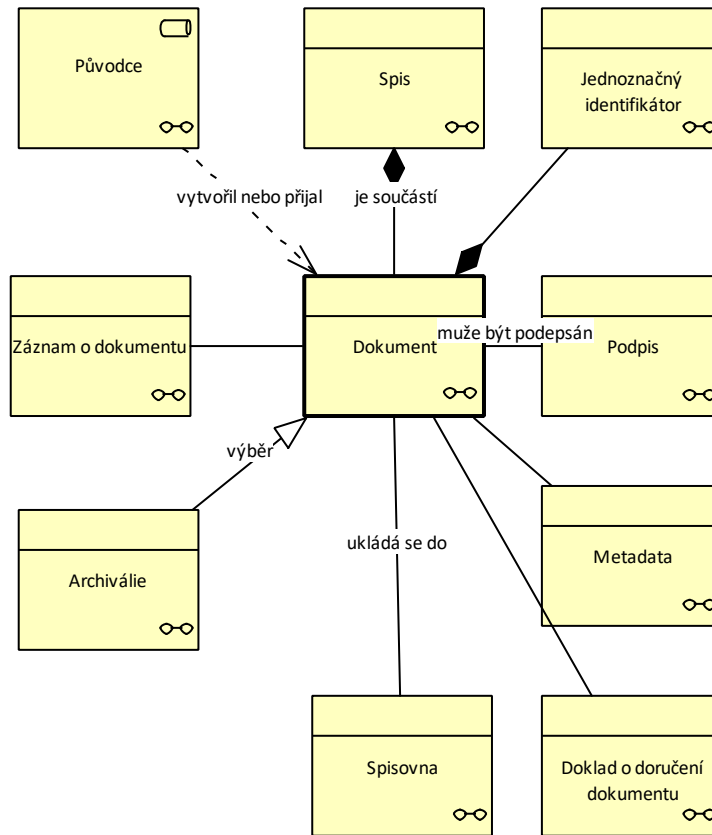 Původce
Spis
Jednoznačný
identifikátor
vytvořil nebo přijal
je součástí
Záznam o dokumentu
Dokument
muže být podepsán
Podpis
výběr
Archiválie
ukládá se do
Metadata
Spisovna
Doklad o doručení
dokumentu